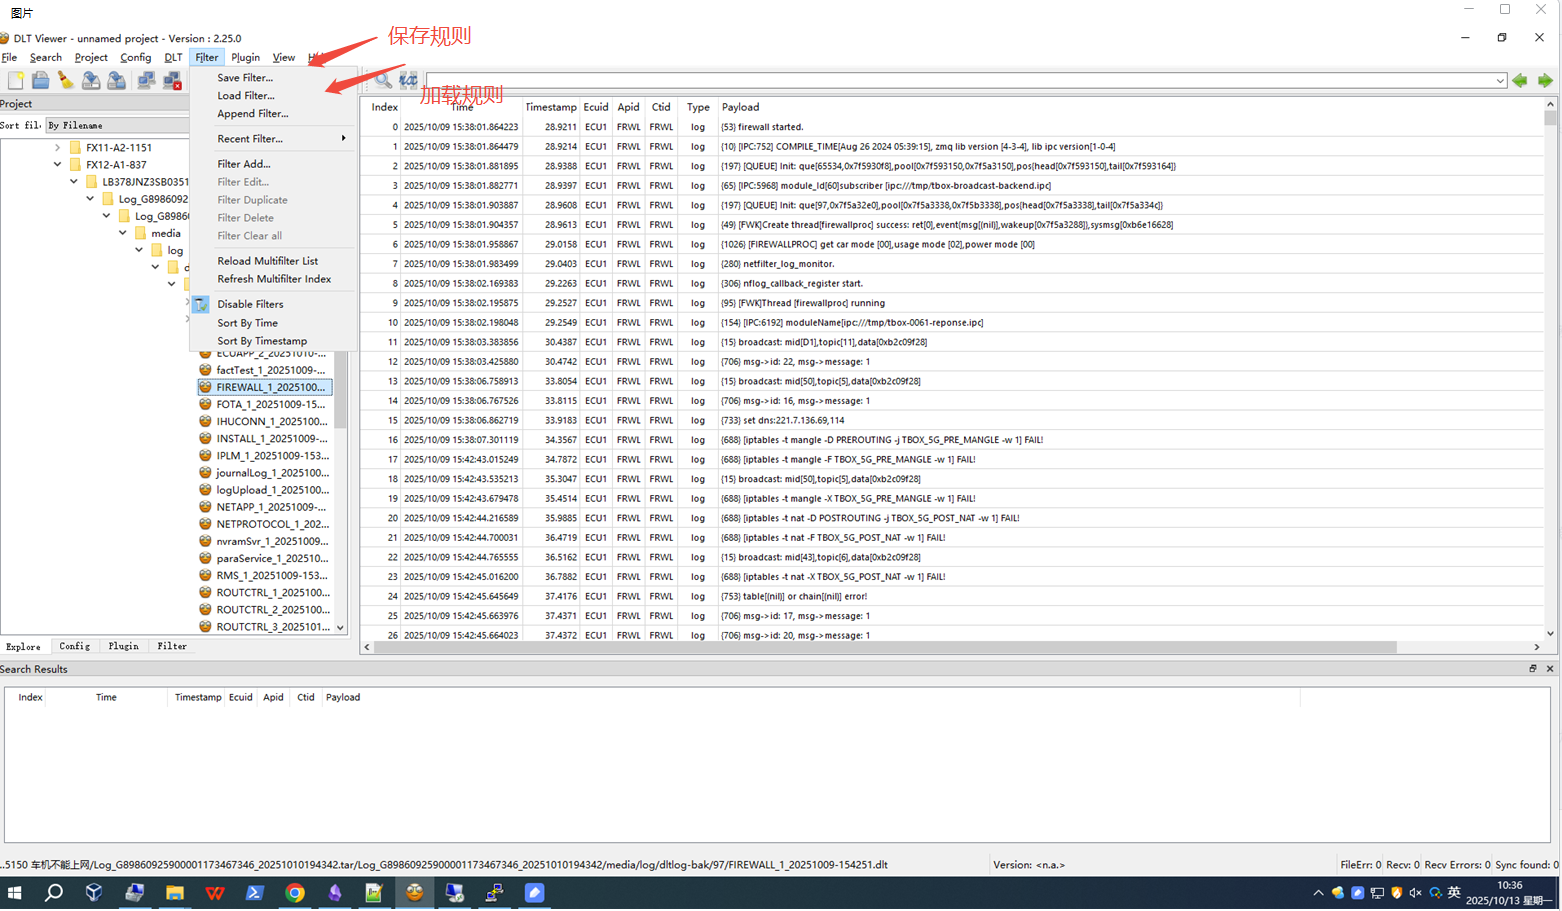 图片
DLT Viewer - unnamed project - Version : 2.25.0
File Search Project Config DLT Filter Plugin View
保存规则
加载规则
Save Filter...
Load Filter...
Append Filter...
Recent Filter...
Filter Add...
Filter Edit...
Filter Duplicate
Filter Delete
Filter Clear all
Reload Multifilter List
Refresh Multifilter Index
Disable Filters
Sort By Time
Sort By Timestamp
Project
Sort fil. By Filename
FX11-A2-1151
FX12-A1-837
LB378JNZ3SB0351
Log_G8986092
Log_G8986
media
log
d
ECUAPP_2_20251010-...
factTest_1_20251009-...
FIREWALL_1_2025100...
FOTA_1_20251009-15...
IHUCONN_1_2025100...
INSTALL_1_20251009-...
IPLM_1_20251009-153...
journalLog_1_202510...
logUpload_1_202510...
NETAPP_1_20251009-...
NETPROTOCOL_1_202...
nvramSvr_1_202510...
paraService_1_202510...
RMS_1_20251009-153...
ROUTCTRL_1_2025100...
ROUTCTRL_2_2025100...
ROUTCTRL_3_2025101...
Explore Config Plugin Filter
Index Time Timestamp Ecuid Apid Ctid Type Payload
0 2025/10/09 15:38:01.864223 28.9211 ECU1 FRWL FRWL log {53} firewall started.
1 2025/10/09 15:38:01.864479 28.9214 ECU1 FRWL FRWL log {10} [IPC:752] COMPILE_TIME[Aug 26 2024 05:39:15], zmq lib version [4-3-4], lib ipc version[1-0-4]
2 2025/10/09 15:38:01.881895 28.9388 ECU1 FRWL FRWL log {197} [QUEUE] Init: que[65534,0x7f5930f8],pool[0x7f593150,0x7f5a3150],pos(head[0x7f593150],tail[0x7f593164])
3 2025/10/09 15:38:01.882771 28.9397 ECU1 FRWL FRWL log {65} [IPC:5968] module_Id[60]subscriber [ipc:///tmp/tbox-broadcast-backend.ipc]
4 2025/10/09 15:38:01.903887 28.9608 ECU1 FRWL FRWL log {197} [QUEUE] Init: que[97,0x7f5a32e0],pool[0x7f5a3338,0x7f5b3338],pos(head[0x7f5a3338],tail[0x7f5a334c])
5 2025/10/09 15:38:01.904357 28.9613 ECU1 FRWL FRWL log {49} [FWK]Create thread[firewallproc] success: ret[0],event(msg[(nil)],wakeup[0x7f5a3288]),sysmsg[0xb6e16628]
6 2025/10/09 15:38:01.958867 29.0158 ECU1 FRWL FRWL log {1026} [FIREWALLPROC] get car mode [00],usage mode [02],power mode [00]
7 2025/10/09 15:38:01.983499 29.0403 ECU1 FRWL FRWL log {280} netfilter_log_monitor.
8 2025/10/09 15:38:02.169383 29.2263 ECU1 FRWL FRWL log {306} nflog_callback_register start.
9 2025/10/09 15:38:02.195875 29.2527 ECU1 FRWL FRWL log {95} [FWK]Thread [firewallproc] running
10 2025/10/09 15:38:02.198048 29.2549 ECU1 FRWL FRWL log {154} [IPC:6192] moduleName[ipc:///tmp/tbox-0061-reponse.ipc]
11 2025/10/09 15:38:03.383856 30.4387 ECU1 FRWL FRWL log {15} broadcast: mid[D1],topic[11],data[0xb2c09f28]
12 2025/10/09 15:38:03.425880 30.4742 ECU1 FRWL FRWL log {706} msg->id: 22, msg->message: 1
13 2025/10/09 15:38:06.758913 33.8054 ECU1 FRWL FRWL log {15} broadcast: mid[50],topic[5],data[0xb2c09f28]
14 2025/10/09 15:38:06.767526 33.8115 ECU1 FRWL FRWL log {706} msg->id: 16, msg->message: 1
15 2025/10/09 15:38:06.862719 33.9183 ECU1 FRWL FRWL log {733} set dns:221.7.136.69,114
16 2025/10/09 15:38:07.301119 34.3567 ECU1 FRWL FRWL log {688} [iptables -t mangle -D PREROUTING -j TBOX_5G_PRE_MANGLE -w 1] FAIL!
17 2025/10/09 15:42:43.015249 34.7872 ECU1 FRWL FRWL log {688} [iptables -t mangle -F TBOX_5G_PRE_MANGLE -w 1] FAIL!
18 2025/10/09 15:42:43.535213 35.3047 ECU1 FRWL FRWL log {15} broadcast: mid[50],topic[5],data[0xb2c09f28]
19 2025/10/09 15:42:43.679478 35.4514 ECU1 FRWL FRWL log {688} [iptables -t mangle -X TBOX_5G_PRE_MANGLE -w 1] FAIL!
20 2025/10/09 15:42:44.216589 35.9885 ECU1 FRWL FRWL log {688} [iptables -t nat -D POSTROUTING -j TBOX_5G_POST_NAT -w 1] FAIL!
21 2025/10/09 15:42:44.700031 36.4719 ECU1 FRWL FRWL log {688} [iptables -t nat -F TBOX_5G_POST_NAT -w 1] FAIL!
22 2025/10/09 15:42:44.765555 36.5162 ECU1 FRWL FRWL log {15} broadcast: mid[43],topic[6],data[0xb2c09f28]
23 2025/10/09 15:42:45.016200 36.7882 ECU1 FRWL FRWL log {688} [iptables -t nat -X TBOX_5G_POST_NAT -w 1] FAIL!
24 2025/10/09 15:42:45.645649 37.4176 ECU1 FRWL FRWL log {753} table[(nil)] or chain[(nil)] error!
25 2025/10/09 15:42:45.663976 37.4371 ECU1 FRWL FRWL log {706} msg->id: 17, msg->message: 1
26 2025/10/09 15:42:45.664023 37.4372 ECU1 FRWL FRWL log {706} msg->id: 20, msg->message: 1
Search Results
Index Time Timestamp Ecuid Apid Ctid Payload
..5150 车机不能上网/Log_G89860925900001173467346_20251010194342.tar/Log_G89860925900001173467346_20251010194342/media/log/dltlog-bak/97/FIREWALL_1_20251009-154251.dlt
Version: <n.a.>
FileErr: 0 Recv: 0 Recv Errors: 0 Sync found: 0
英
10:36
2025/10/13 星期一